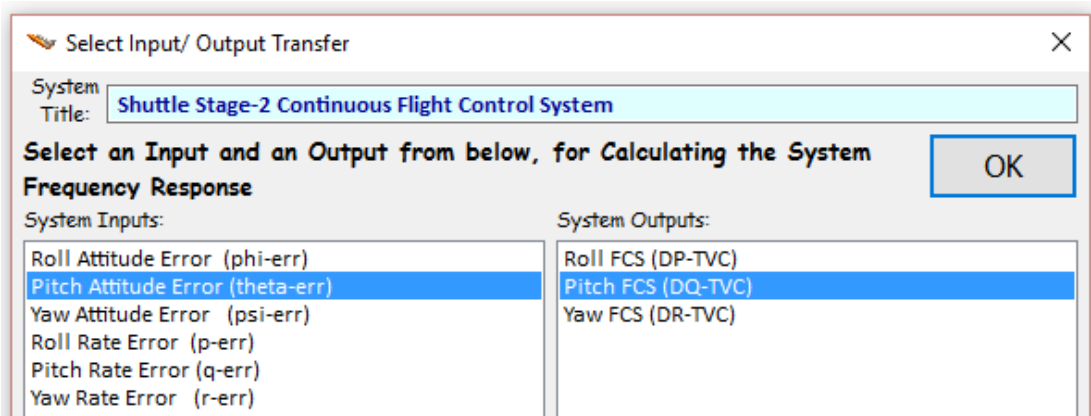 Select Input/ Output Transfer
System
Title:
Shuttle Stage-2 Continuous Flight Control System
Select an Input and an Output from below, for Calculating the System
Frequency Response
OK
System Inputs:
Roll Attitude Error (phi-err)
Pitch Attitude Error (theta-err)
Yaw Attitude Error (psi-err)
Roll Rate Error (p-err)
Pitch Rate Error (q-err)
Yaw Rate Error (r-err)
System Outputs:
Roll FCS (DP-TVC)
Pitch FCS (DQ-TVC)
Yaw FCS (DR-TVC)